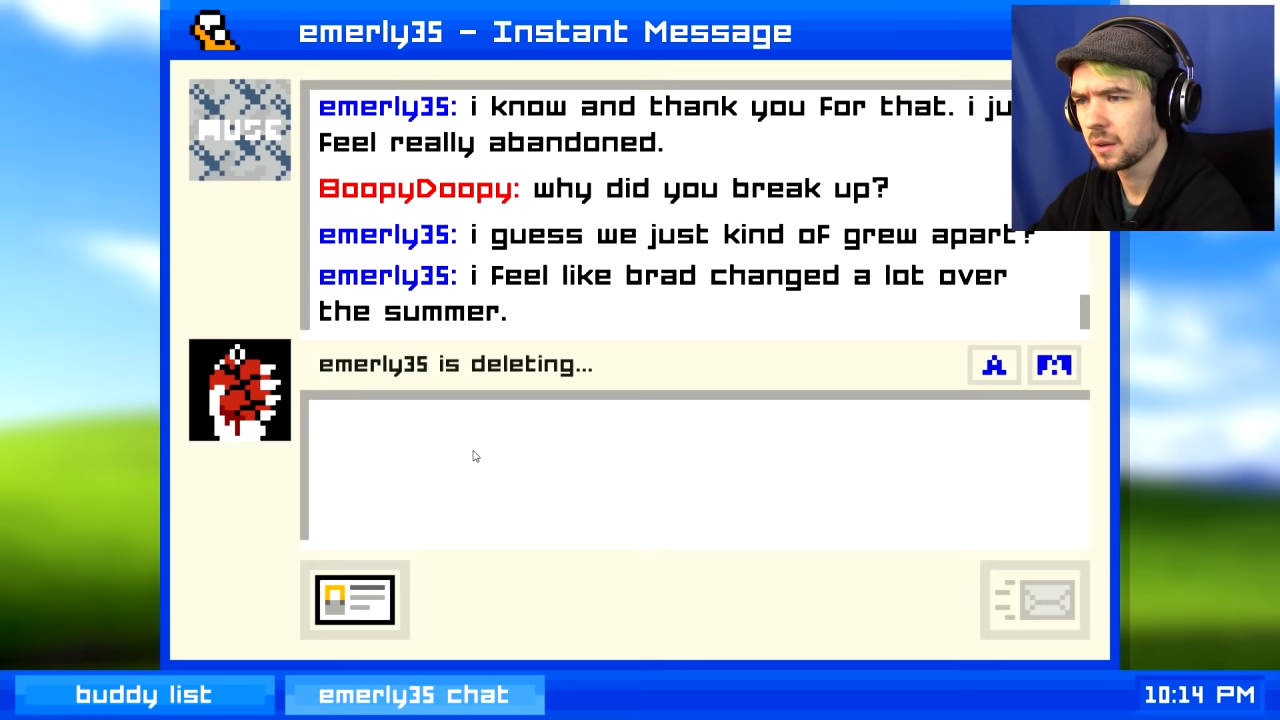 emerly35 - Instant Message
MUSE
emerly35: i know and thank you for that. i ju
feel really abandoned.
BoopyDoopy: why did you break up?
emerly35: i guess we just kind of grew apart?
emerly35: i feel like brad changed a lot over
the summer.
emerly35 is deleting...
A
buddy list
emerly35 chat
10:14 PM